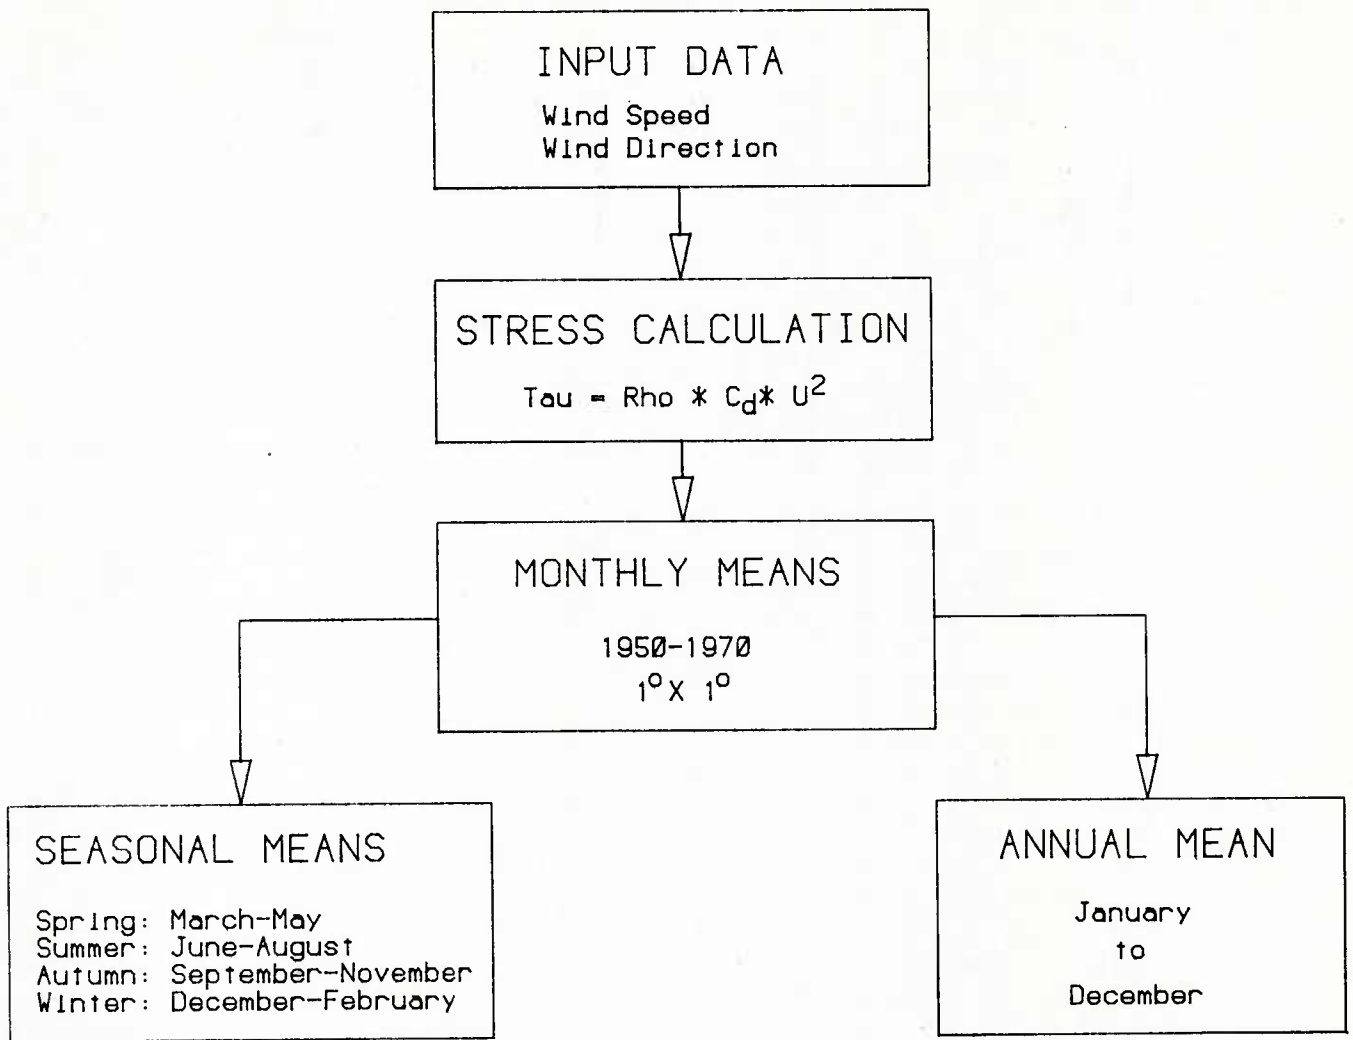 INPUT DATA
Wind Speed
Wind Direction
STRESS CALCULATION
Tau = Rho * Cd* U²
MONTHLY MEANS
1950-1970
1° X 1°
SEASONAL MEANS
Spring: March-May
Summer: June-August
Autumn: September-November
Winter: December-February
ANNUAL MEAN
January
to
December